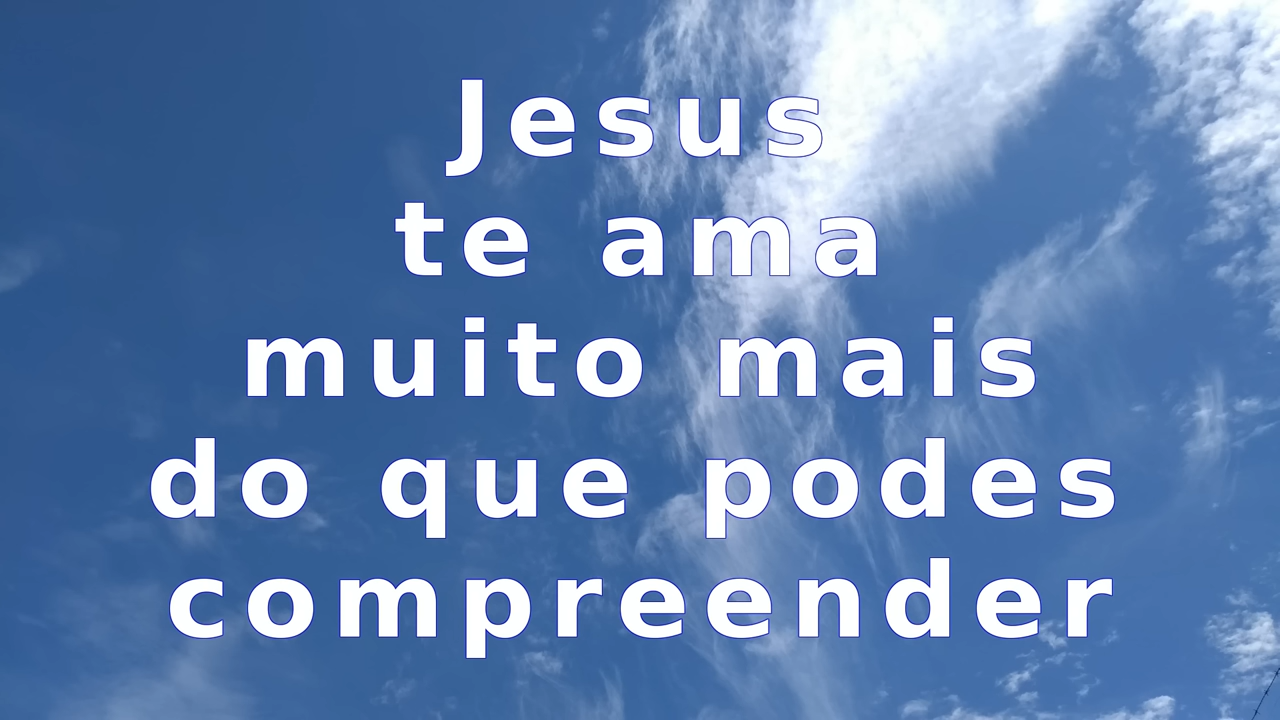 Jesus
te ama
muito mais
do que podes
compreender